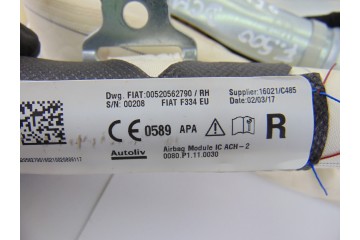 Dwg. FIAT:00520562790 / RH
Supplier:16021/C485
S/N: 00208 FIAT F334 EU
Date:02/03/17
CE 0589 APA
R
Autoliv
Airbag Module IC ACH-2
0080.P1.11.0030